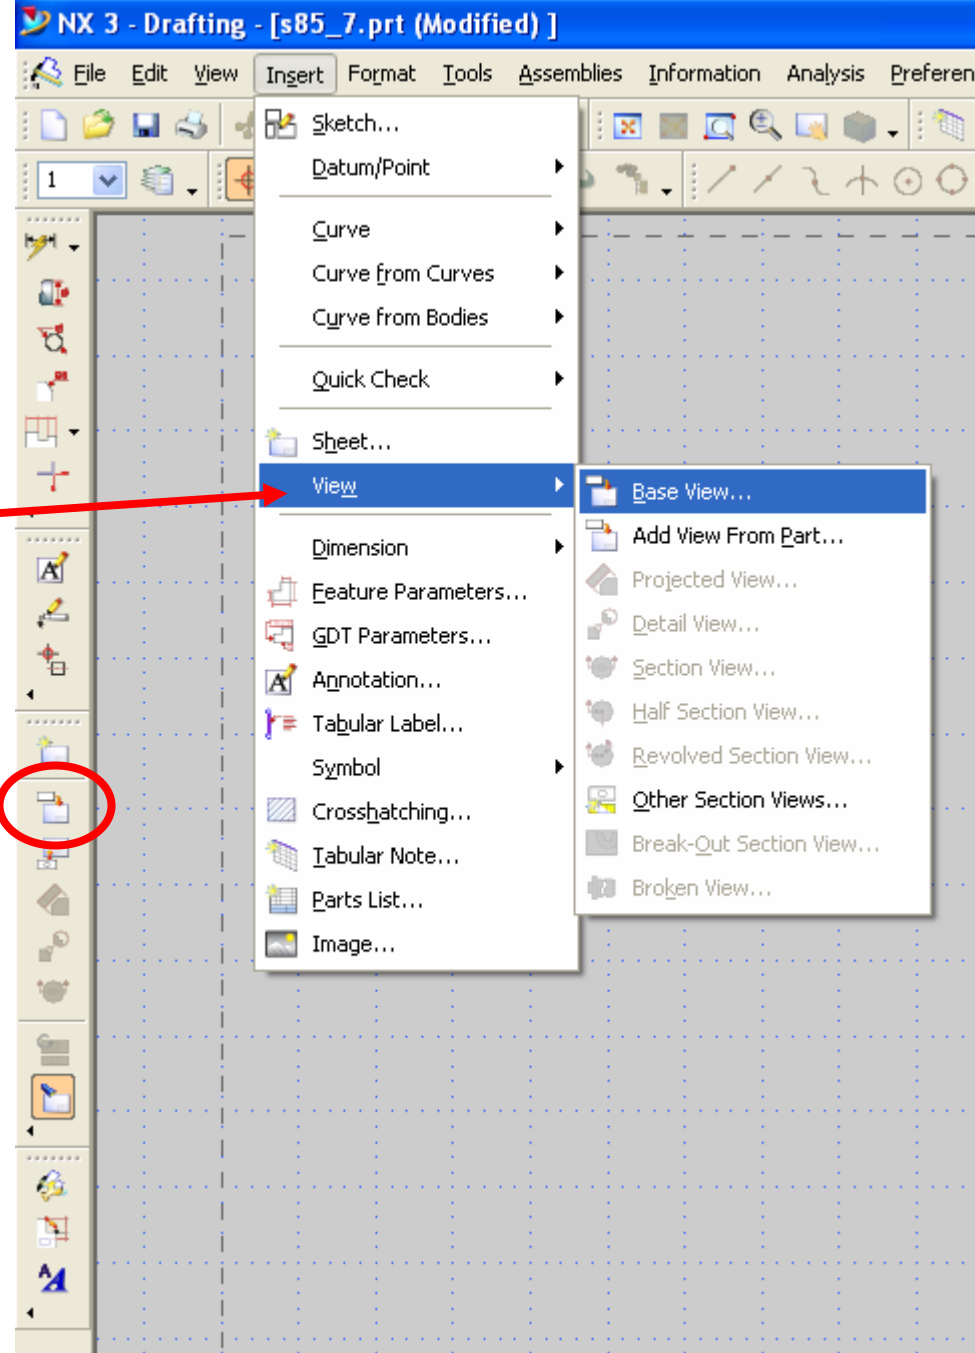 NX 3 - Drafting - [s85_7.prt (Modified) ]
File Edit View Insert Format Tools Assemblies Information Analysis Preferen
1
Sketch...
Datum/Point
Curve
Curve from Curves
Curve from Bodies
Quick Check
Sheet...
View
Dimension
Feature Parameters...
GDT Parameters...
Annotation...
Tabular Label...
Symbol
Crosshatching...
Tabular Note...
Parts List...
Image...
Base View...
Add View From Part...
Projected View...
Detail View...
Section View...
Half Section View...
Revolved Section View...
Other Section Views...
Break-Out Section View...
Broken View...